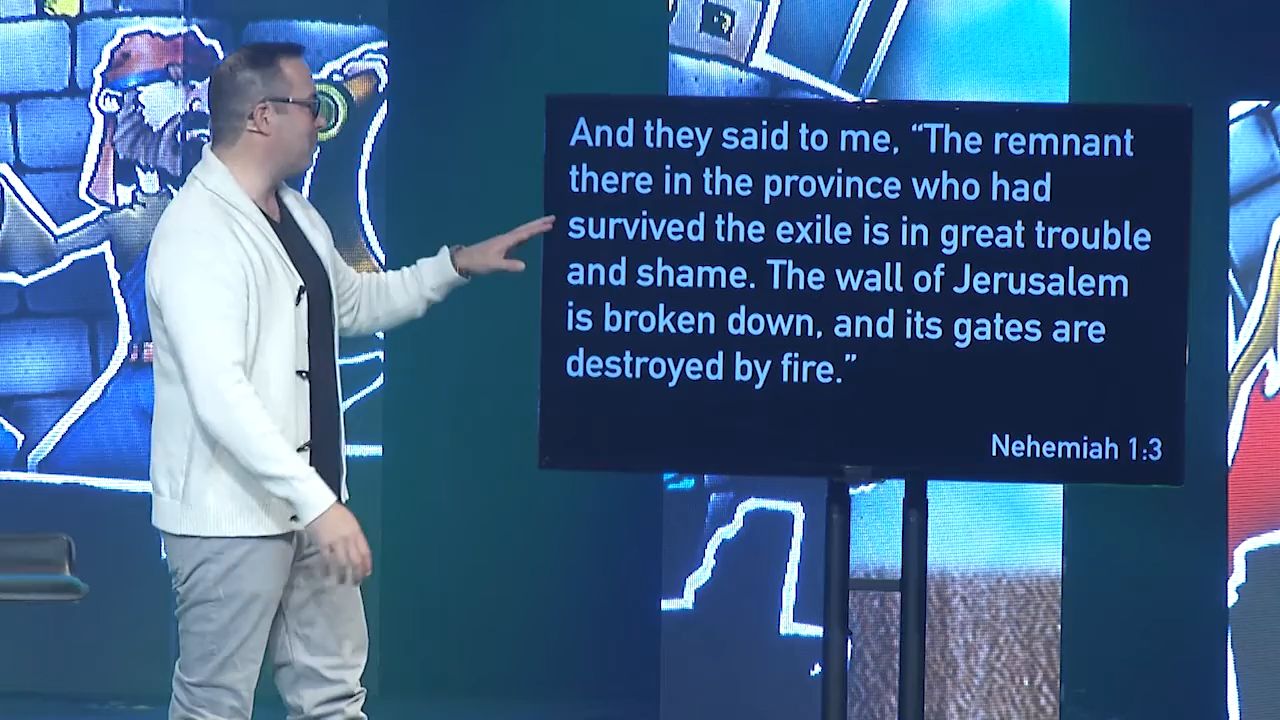 And they said to me, “The remnant
there in the province who had
survived the exile is in great trouble
and shame. The wall of Jerusalem
is broken down, and its gates are
destroyed by fire.”
Nehemiah 1:3